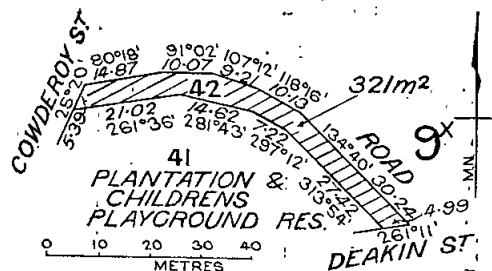 COWDEROY ST.
25°20'
5·39
80°18'
14·87
91°02'
10·07
107°12'
9·21
118°16'
10·13
321m²
134°40'
30·24
ROAD
9x
MN
42
21·02
261°36'
14·62
281°43'
7·22
297°12'
27·42
313°54'
4·99
261°11'
41
PLANTATION &
CHILDRENS
PLAYGROUND RES.
DEAKIN ST.
0 10 20 30 40
METRES